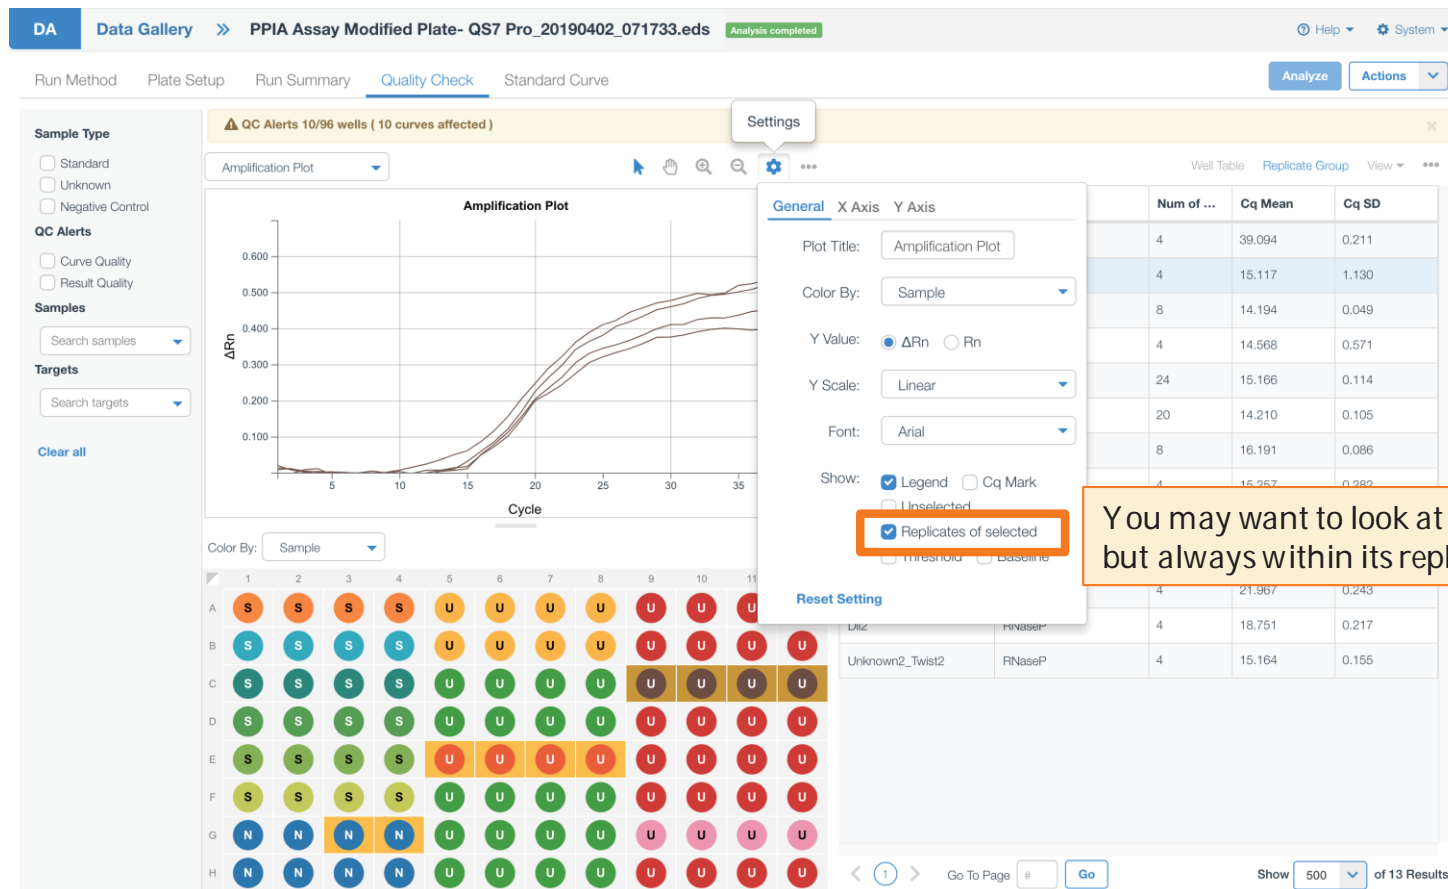 DA Data Gallery PPIA Assay Modified Plate- QS7 Pro_20190402_071733.eds Analysis completed Help System
Run Method Plate Setup Run Summary Quality Check Standard Curve Analyze Actions
Sample Type
Standard
Unknown
Negative Control
QC Alerts
Curve Quality
Result Quality
Samples
Search samples
Targets
Search targets
Clear all
QC Alerts 10/96 wells ( 10 curves affected )
Settings
Amplification Plot
Well Table Replicate Group View
Amplification Plot
0.600
0.500
0.400
0.300
0.200
0.100
ΔRn
5 10 15 20 25 30 35
Cycle
General X Axis Y Axis
Plot Title: Amplification Plot
Color By: Sample
Y Value: ΔRn Rn
Y Scale: Linear
Font: Arial
Show: Legend Cq Mark
Unselected
Replicates of selected
Threshold Baseline
Reset Setting
Num of ... Cq Mean Cq SD
4 39.094 0.211
4 15.117 1.130
8 14.194 0.049
4 14.568 0.571
24 15.166 0.114
20 14.210 0.105
8 16.191 0.086
4 15.257 0.282
You may want to look at
but always within its repl
4 21.967 0.243
RNaseP 4 18.751 0.217
Unknown2_Twist2 RNaseP 4 15.164 0.155
Color By: Sample
1 2 3 4 5 6 7 8 9 10 11
A S S S S U U U U U U U
B S S S S U U U U U U U U
C S S S S U U U U U U U U
D S S S S U U U U U U U U
E S S S S U U U U U U U U
F S S S S U U U U U U U U
G N N N N U U U U U U U U
H N N N N U U U U U U U U
1 Go To Page # Go
Show 500 of 13 Results